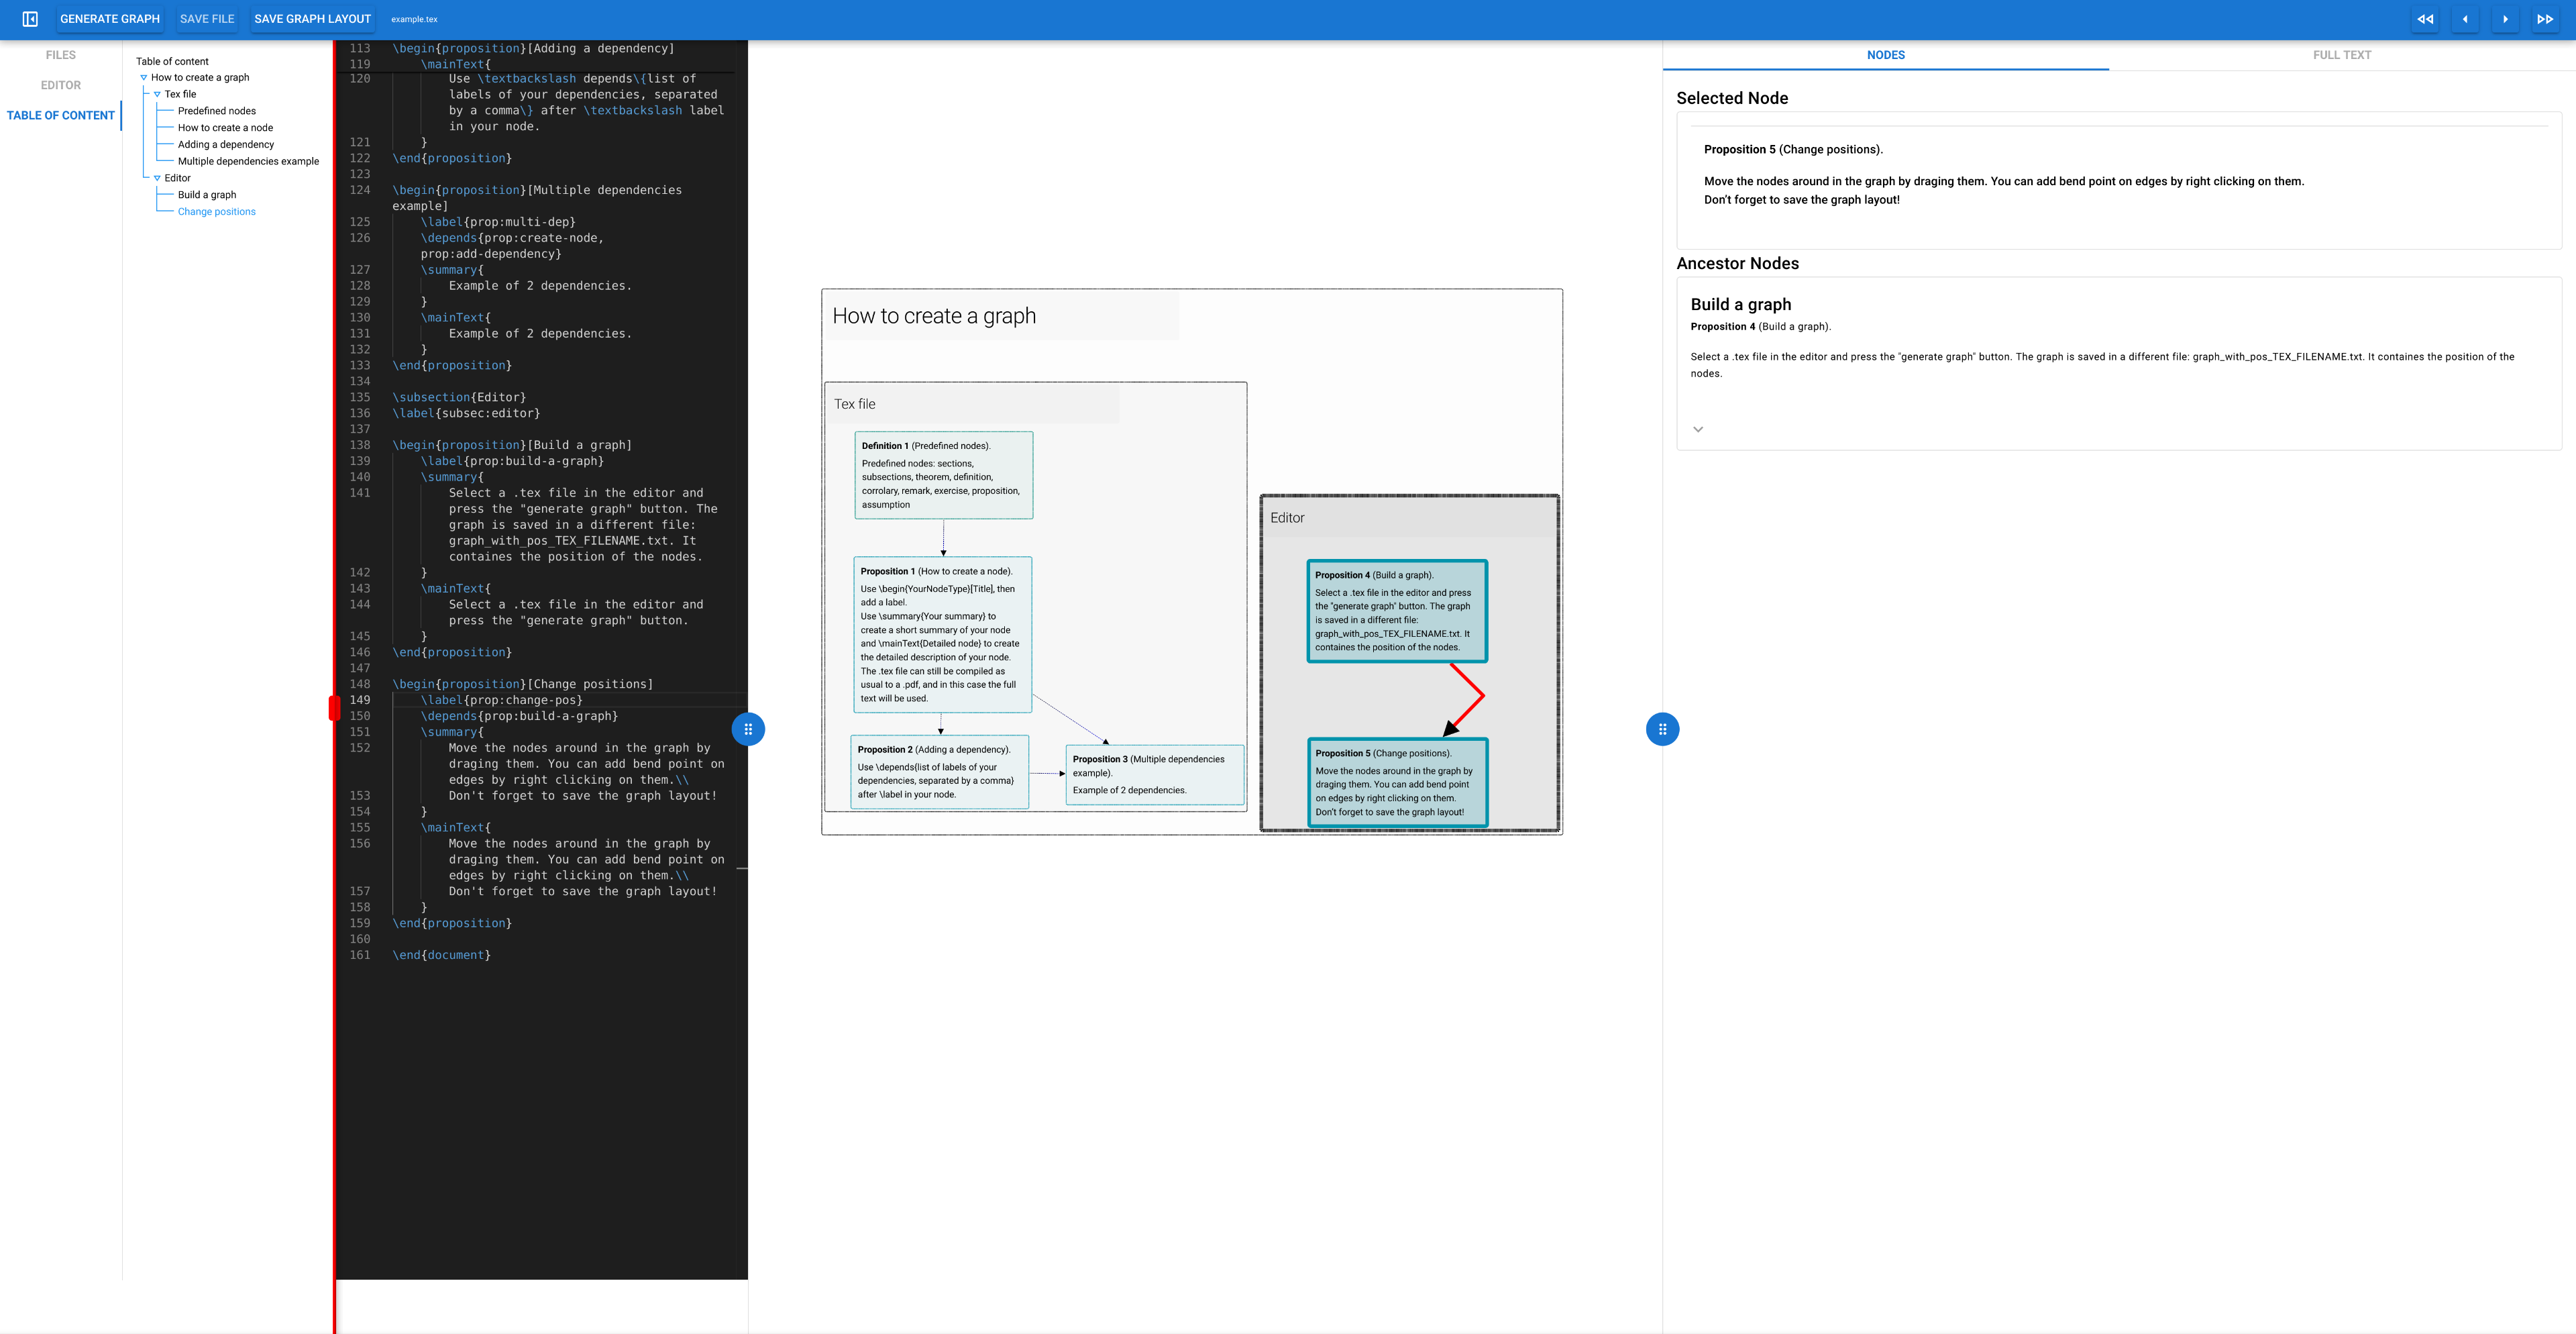 GENERATE GRAPH SAVE FILE SAVE GRAPH LAYOUT example.tex
FILES
EDITOR
TABLE OF CONTENT
Table of content
How to create a graph
Tex file
Predefined nodes
How to create a node
Adding a dependency
Multiple dependencies example
Editor
Build a graph
Change positions
113 \begin{proposition}[Adding a dependency]
119 \mainText{
120 Use \textbackslash depends\{list of
labels of your dependencies, separated
by a comma\} after \textbackslash label
in your node.
121 }
122 \end{proposition}
123
124 \begin{proposition}[Multiple dependencies
example]
125 \label{prop:multi-dep}
126 \depends{prop:create-node,
prop:add-dependency}
127 \summary{
128 Example of 2 dependencies.
129 }
130 \mainText{
131 Example of 2 dependencies.
132 }
133 \end{proposition}
134
135 \subsection{Editor}
136 \label{subsec:editor}
137
138 \begin{proposition}[Build a graph]
139 \label{prop:build-a-graph}
140 \summary{
141 Select a .tex file in the editor and
press the "generate graph" button. The
graph is saved in a different file:
graph_with_pos_TEX_FILENAME.txt. It
containes the position of the nodes.
142 }
143 \mainText{
144 Select a .tex file in the editor and
press the "generate graph" button.
145 }
146 \end{proposition}
147
148 \begin{proposition}[Change positions]
149 \label{prop:change-pos}
150 \depends{prop:build-a-graph}
151 \summary{
152 Move the nodes around in the graph by
draging them. You can add bend point on
edges by right clicking on them.\\
153 Don't forget to save the graph layout!
154 }
155 \mainText{
156 Move the nodes around in the graph by
draging them. You can add bend point on
edges by right clicking on them.\\
157 Don't forget to save the graph layout!
158 }
159 \end{proposition}
160
161 \end{document}
How to create a graph
Tex file
Definition 1 (Predefined nodes).
Predefined nodes: sections,
subsections, theorem, definition,
corrolary, remark, exercise, proposition,
assumption
Proposition 1 (How to create a node).
Use \begin{YourNodeType}[Title], then
add a label.
Use \summary{Your summary} to
create a short summary of your node
and \mainText{Detailed node} to create
the detailed description of your node.
The .tex file can still be compiled as
usual to a .pdf, and in this case the full
text will be used.
Proposition 2 (Adding a dependency).
Use \depends{list of labels of your
dependencies, separated by a comma}
after \label in your node.
Proposition 3 (Multiple dependencies
example).
Example of 2 dependencies.
Editor
Proposition 4 (Build a graph).
Select a .tex file in the editor and press
the "generate graph" button. The graph
is saved in a different file:
graph_with_pos_TEX_FILENAME.txt. It
containes the position of the nodes.
Proposition 5 (Change positions).
Move the nodes around in the graph by
draging them. You can add bend point
on edges by right clicking on them.
Don't forget to save the graph layout!
NODES FULL TEXT
Selected Node
Proposition 5 (Change positions).
Move the nodes around in the graph by draging them. You can add bend point on edges by right clicking on them.
Don't forget to save the graph layout!
Ancestor Nodes
Build a graph
Proposition 4 (Build a graph).
Select a .tex file in the editor and press the "generate graph" button. The graph is saved in a different file: graph_with_pos_TEX_FILENAME.txt. It containes the position of the
nodes.